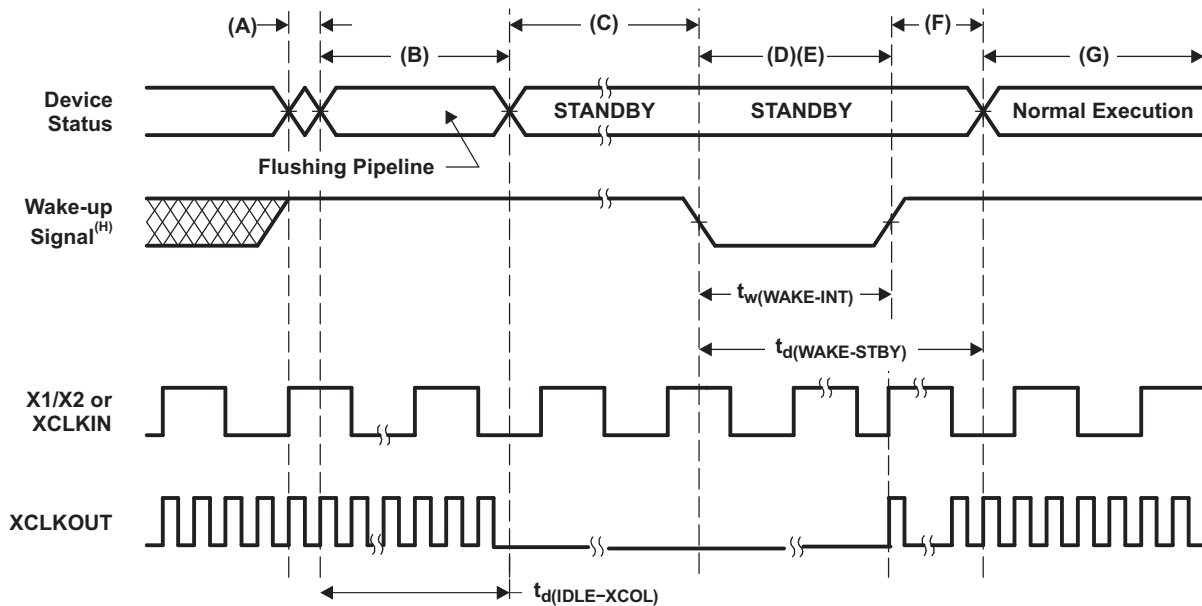 (A)
(C)
(F)
(B)
(D)(E)
(G)
Device
Status
STANDBY
STANDBY
Normal Execution
Flushing Pipeline
Wake-up
Signal(H)
tw(WAKE-INT)
td(WAKE-STBY)
X1/X2 or
XCLKIN
XCLKOUT
td(IDLE−XCOL)